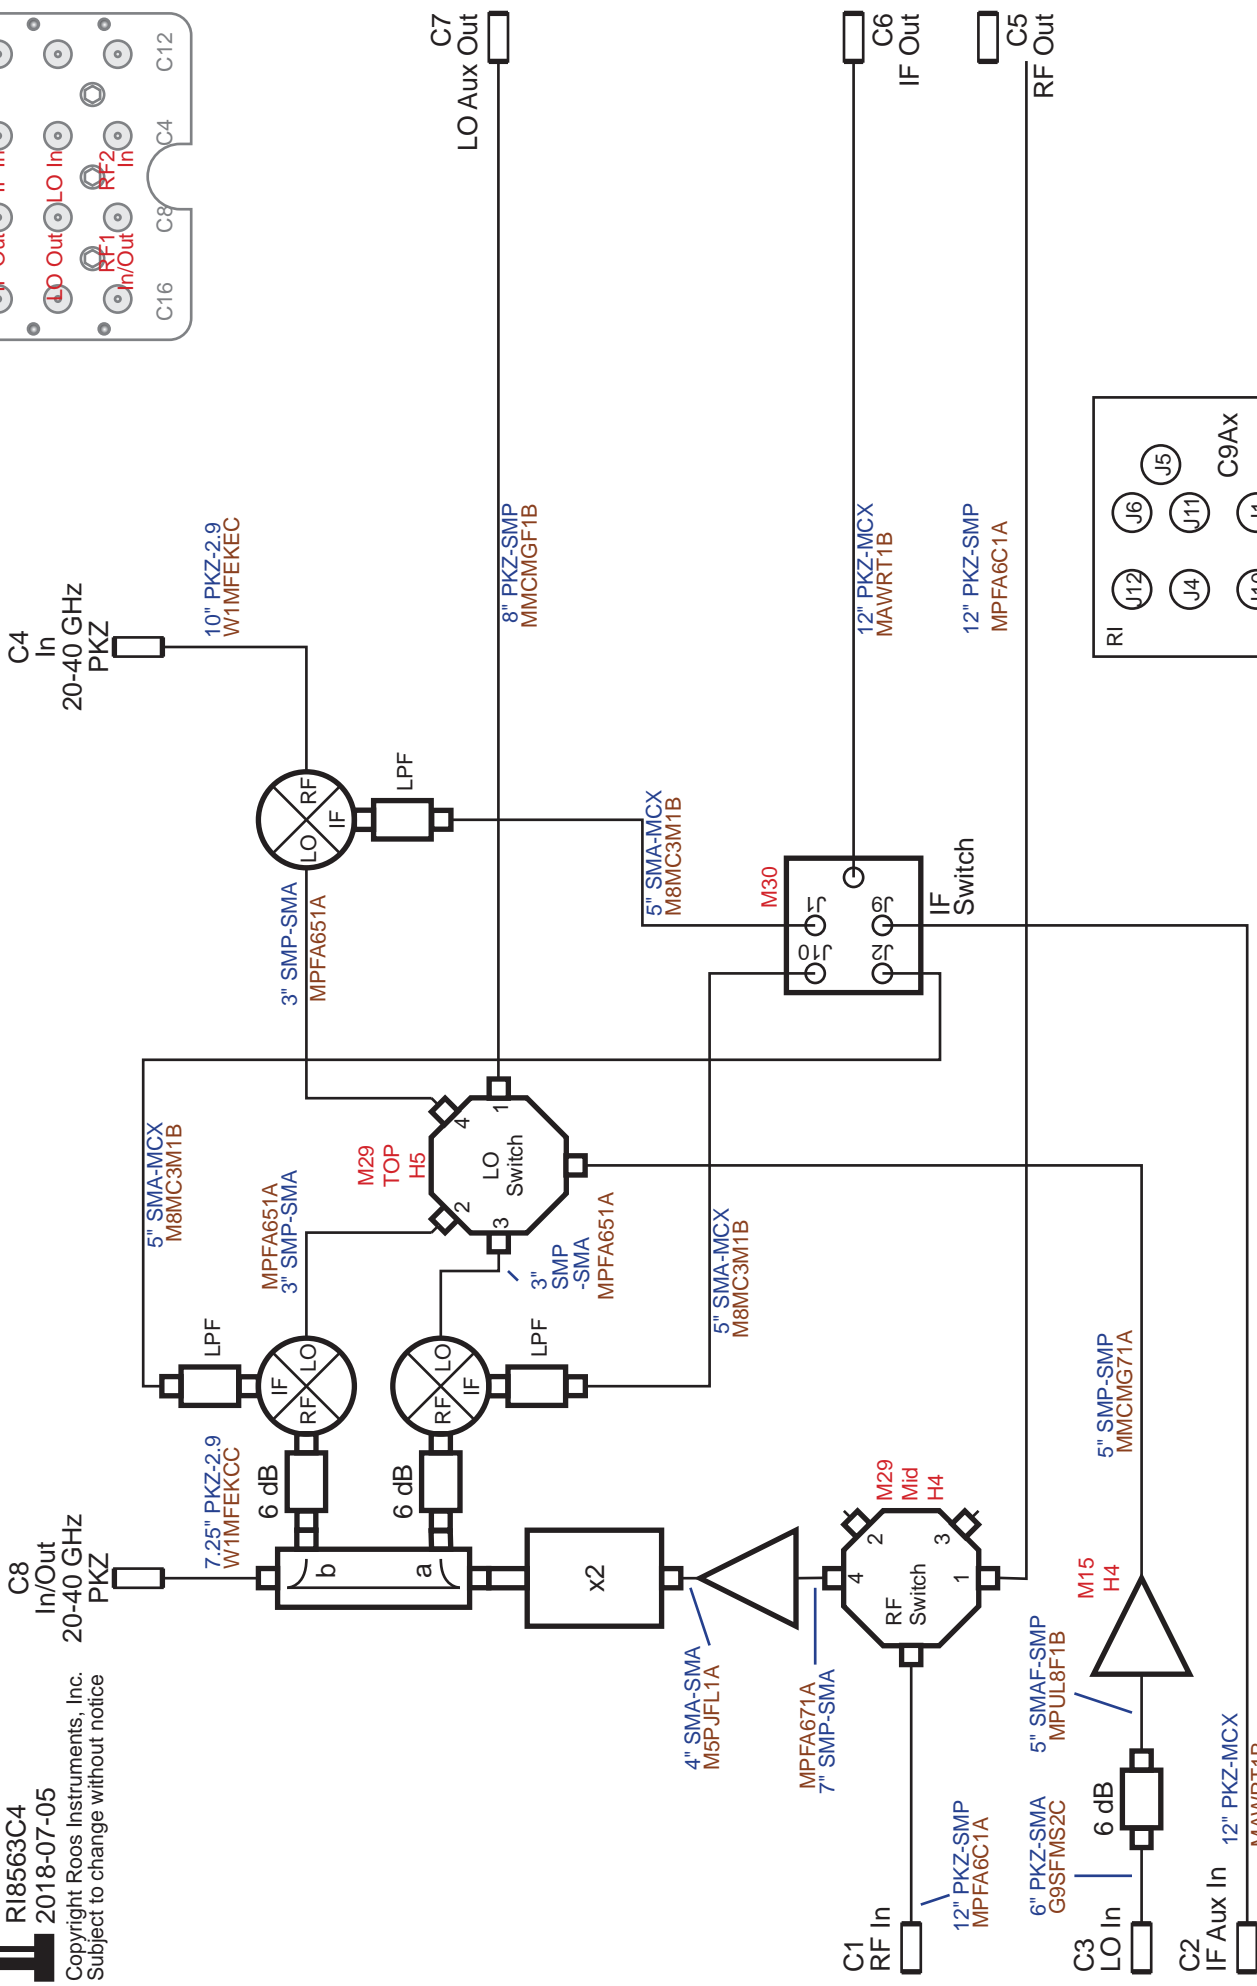 RI8563C4
2018-07-05
Copyright Roos Instruments, Inc.
Subject to change without notice
C8
In/Out
20-40 GHz
PKZ
7.25" PKZ-2.9
W1MFEKCC
C4
In
20-40 GHz
PKZ
10" PKZ-2.9
W1MFEKEC
LO Out
LO In
RF1
In/Out
RF2
In
C16
C8
C4
C12
C7
LO Aux Out
8" PKZ-SMP
MMCMGF1B
C6
IF Out
12" PKZ-MCX
MAWRT1B
C5
RF Out
12" PKZ-SMP
MPFA6C1A
5" SMA-MCX
M8MC3M1B
MPFA651A
3" SMP-SMA
3" SMP-SMA
MPFA651A
LPF
IF
RF
LO
6 dB
b
a
6 dB
RF
LO
IF
LPF
LO
RF
IF
LPF
M29
TOP
H5
LO
Switch
2
4
3
1
3"
SMP
-SMA
MPFA651A
5" SMA-MCX
M8MC3M1B
5" SMA-MCX
M8MC3M1B
M30
J10
J1
J2
J9
IF
Switch
x2
4" SMA-SMA
M5PJFL1A
MPFA671A
7" SMP-SMA
M29
Mid
H4
RF
Switch
4
2
1
3
C1
RF In
12" PKZ-SMP
MPFA6C1A
C3
LO In
6" PKZ-SMA
G9SFMS2C
6 dB
5" SMAF-SMP
MPUL8F1B
M15
H4
5" SMP-SMP
MMCMG71A
C2
IF Aux In
12" PKZ-MCX
RI
J12
J6
J5
J4
J11
C9Ax